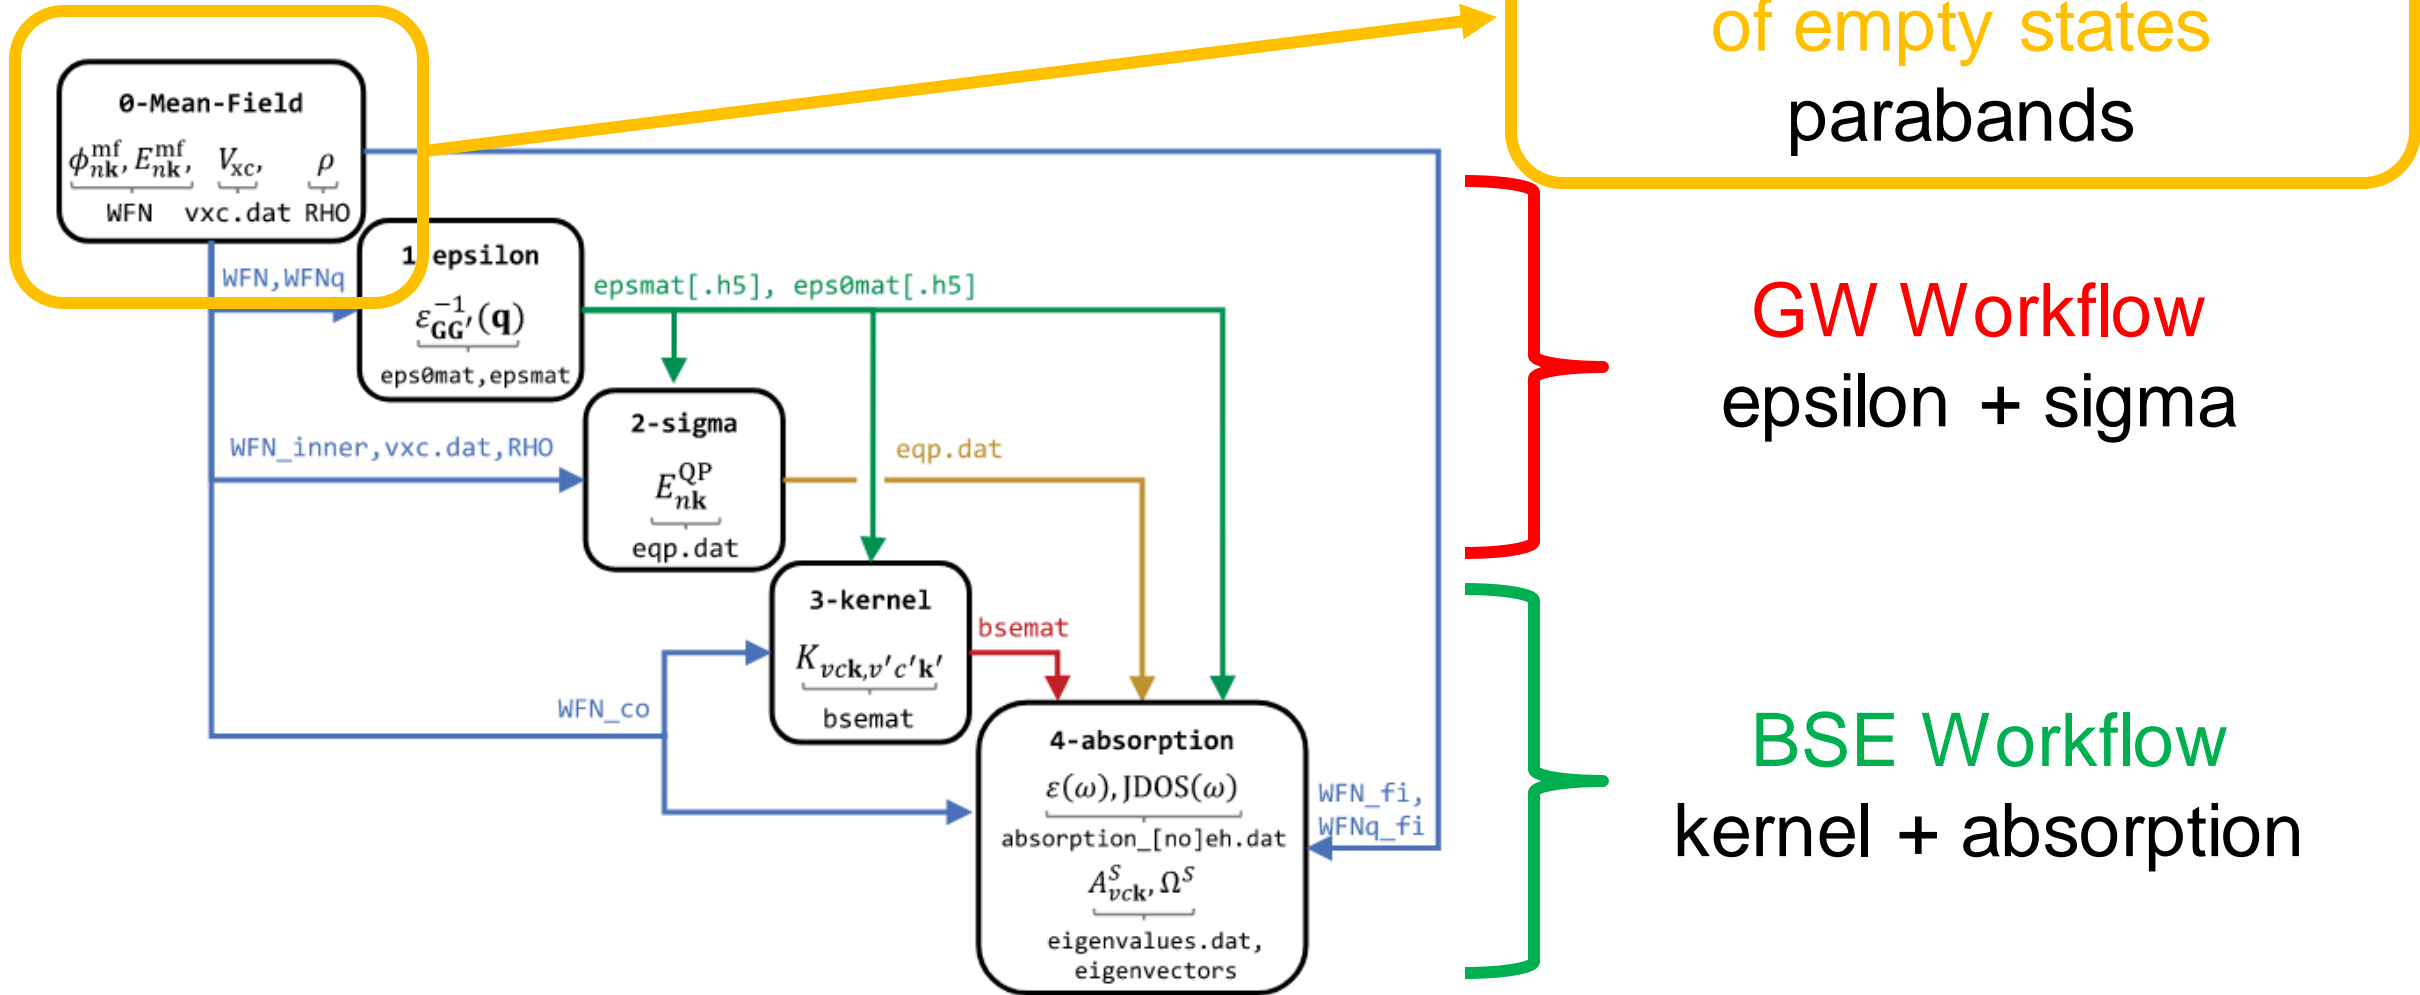 of empty states
parabands
0-Mean-Field
ϕ^mf_nk, E^mf_nk, V_xc, ρ
WFN vxc.dat RHO
WFN,WFNq
1-epsilon
ε^-1_GG′(q)
eps0mat,epsmat
epsmat[.h5], eps0mat[.h5]
GW Workflow
epsilon + sigma
WFN_inner,vxc.dat,RHO
2-sigma
E^QP_nk
eqp.dat
eqp.dat
3-kernel
K_vck,v′c′k′
bsemat
bsemat
WFN_co
4-absorption
ε(ω), JDOS(ω)
absorption_[no]eh.dat
A^S_vck, Ω^S
eigenvalues.dat,
eigenvectors
WFN_fi,
WFNq_fi
BSE Workflow
kernel + absorption